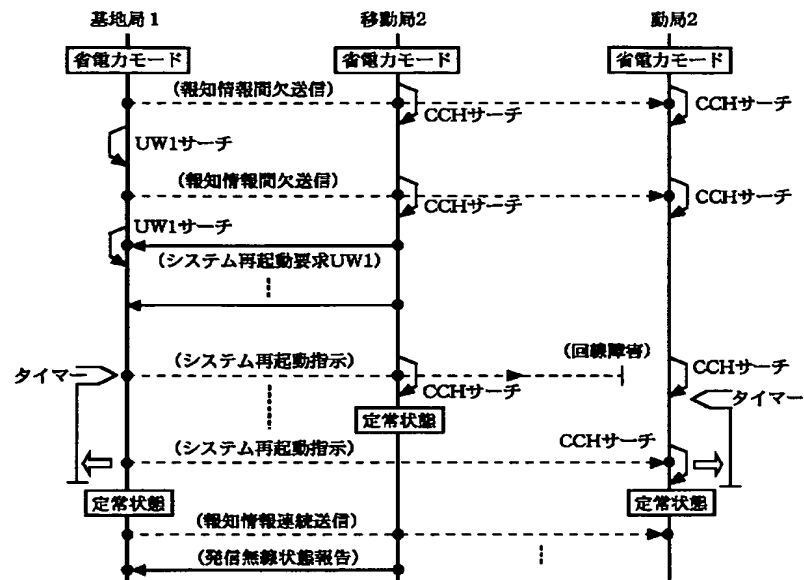 基地局1 移動局2 動局2
省電力モード 省電力モード 省電力モード
(報知情報間欠送信)
CCHサーチ CCHサーチ
UW1サーチ
(報知情報間欠送信)
CCHサーチ CCHサーチ
UW1サーチ
(システム再起動要求UW1)
(システム再起動指示) (回線障害)
タイマー CCHサーチ CCHサーチ
タイマー
定常状態
(システム再起動指示) CCHサーチ
定常状態 定常状態
(報知情報連続送信)
(発信無線状態報告)